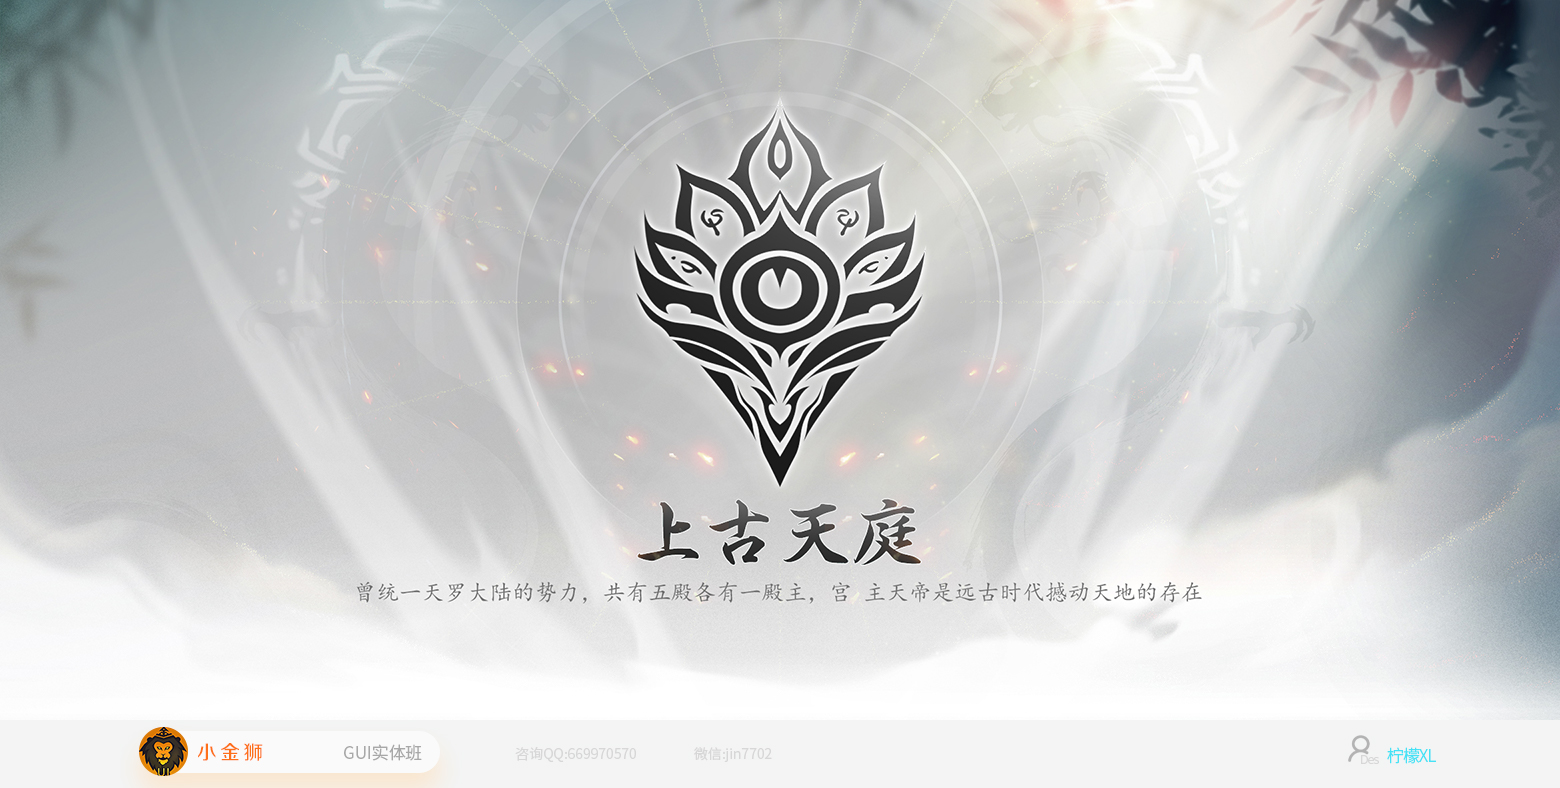 上古天庭
曾统一天罗大陆的势力，共有五殿各有一殿主，宫 主天帝是远古时代撼动天地的存在
小金狮 GUI实体班 咨询QQ:669970570 微信:jin7702 Des 柠檬XL
UI